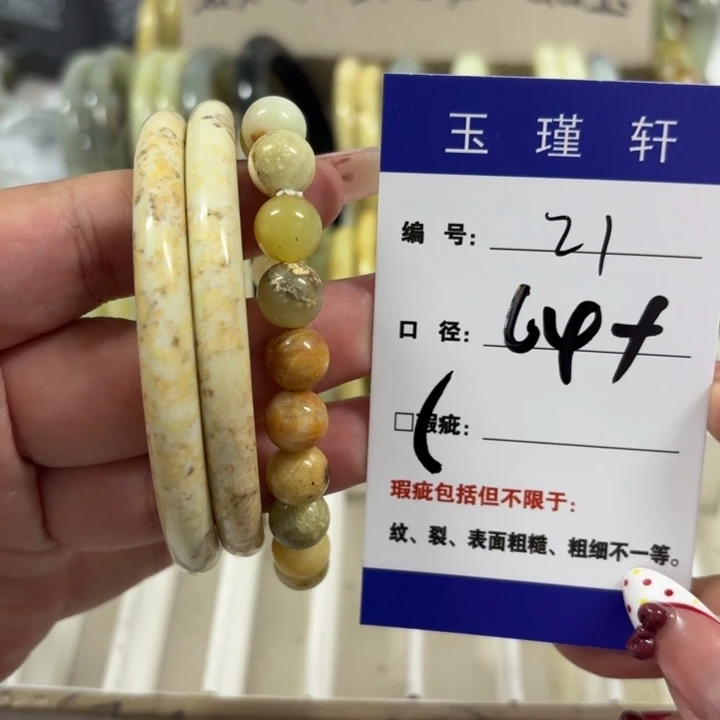 玉瑾轩
编号: 21
口径: 64+
□瑕疵:
瑕疵包括但不限于:
纹、裂、表面粗糙、粗细不一等。